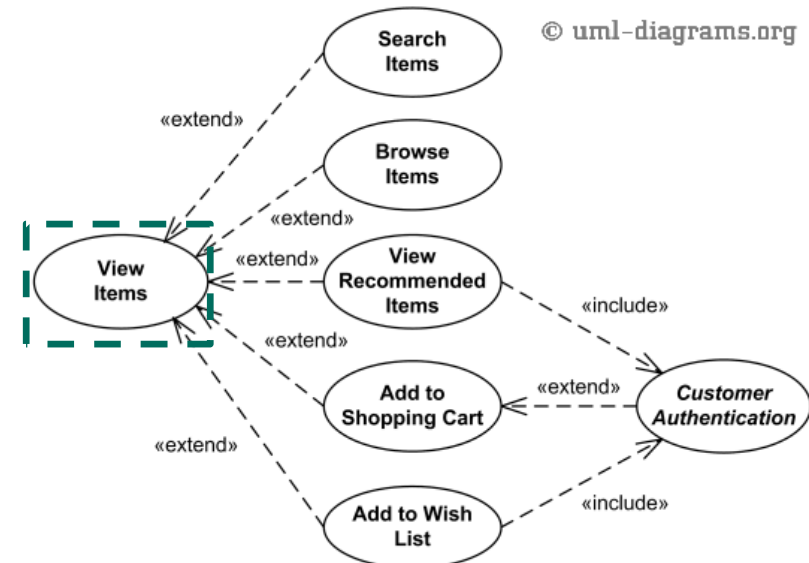 Search
Items
© uml-diagrams.org
«extend»
Browse
Items
«extend»
View
Items
«extend»
View
Recommended
Items
«include»
«extend»
Add to
Shopping Cart
«extend»
Customer
Authentication
«extend»
Add to Wish
List
«include»